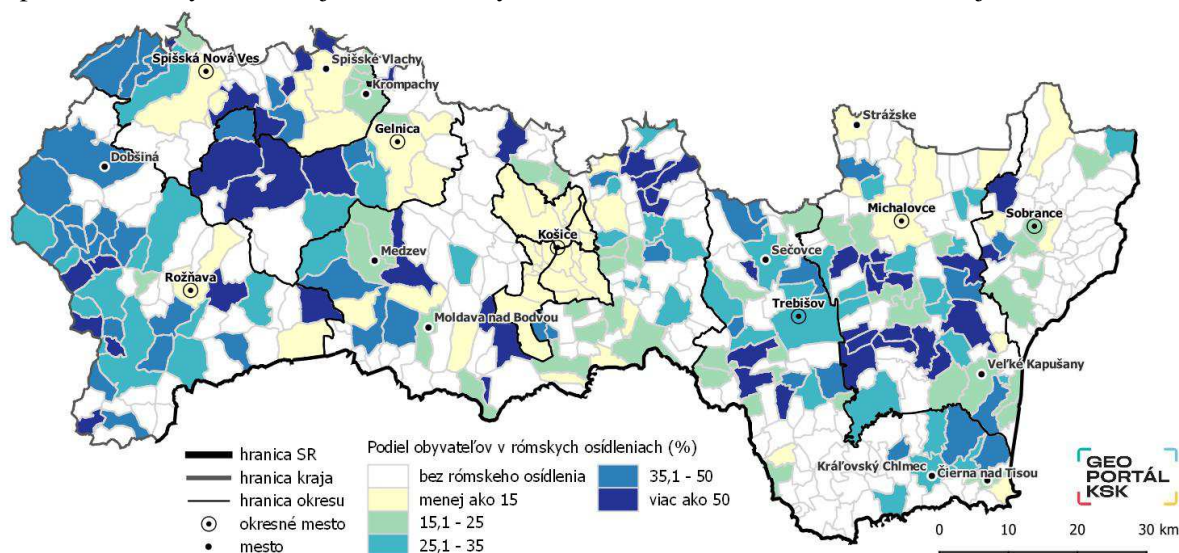 Spišská Nová Ves
Spišské Vlachy
Krompachy
Strážske
Gelnica
Dobšiná
Michalovce
Sobrance
Košice
Medzev
Sečovce
Rožňava
Trebišov
Moldava nad Bodvou
Veľké Kapušany
Kráľovský Chlmec
Čierna nad Tisou
hranica SR
hranica kraja
hranica okresu
okresné mesto
mesto
Podiel obyvateľov v rómskych osídleniach (%)
bez rómskeho osídlenia
menej ako 15
15,1 - 25
25,1 - 35
35,1 - 50
viac ako 50
GEO
PORTÁL
KSK
0 10 20 30 km